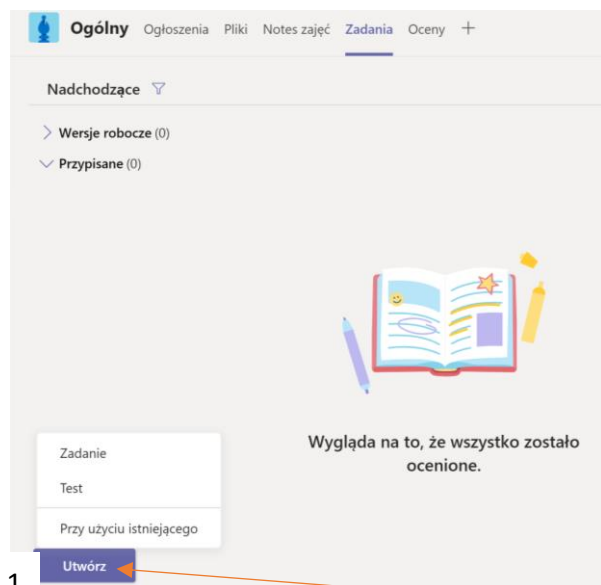 Ogólny Ogłoszenia Pliki Notes zajęć Zadania Oceny +
Nadchodzące
Wersje robocze (0)
Przypisane (0)
Wygląda na to, że wszystko zostało
ocenione.
Zadanie
Test
Przy użyciu istniejącego
Utwórz
1